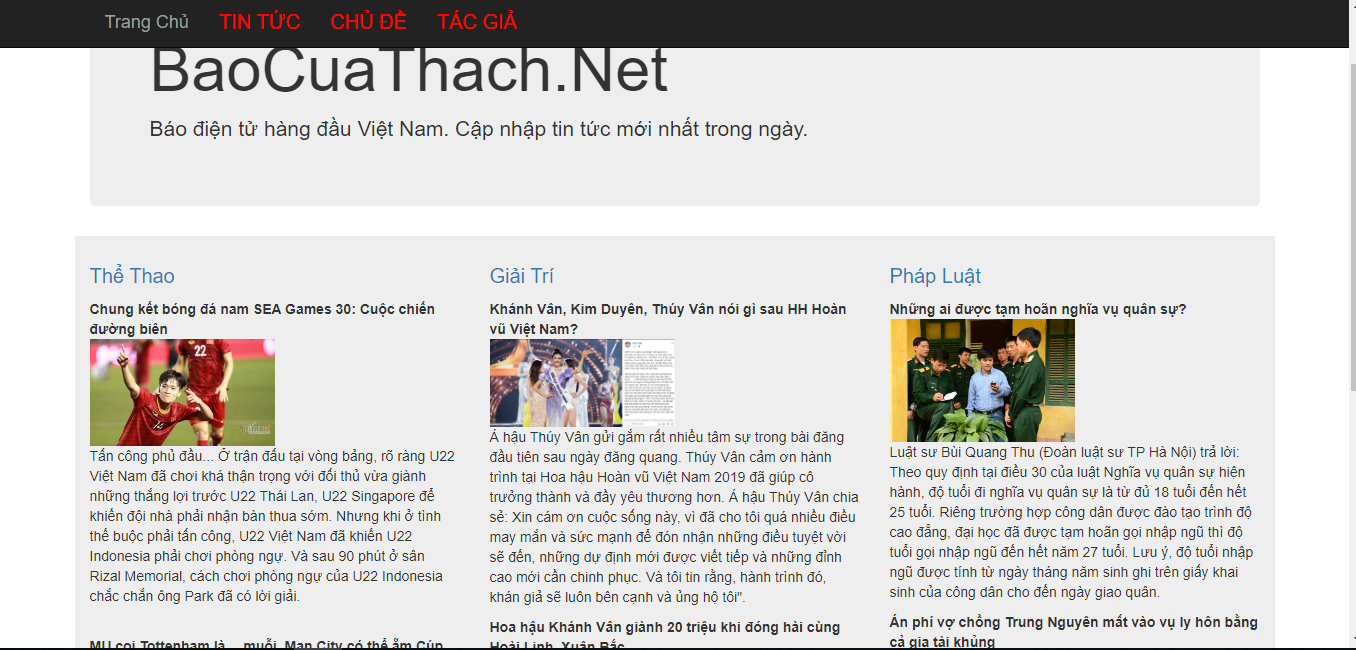 Trang Chủ TIN TỨC CHỦ ĐỀ TÁC GIẢ
BaoCuaThach.Net
Báo điện tử hàng đầu Việt Nam. Cập nhập tin tức mới nhất trong ngày.
Thể Thao
Chung kết bóng đá nam SEA Games 30: Cuộc chiến
đường biên
22
14
Tấn công phủ đầu... Ở trận đấu tại vòng bảng, rõ ràng U22
Việt Nam đã chơi khá thận trọng với đối thủ vừa giành
những thắng lợi trước U22 Thái Lan, U22 Singapore để
khiến đội nhà phải nhận bàn thua sớm. Nhưng khi ở tình
thế buộc phải tấn công, U22 Việt Nam đã khiến U22
Indonesia phải chơi phòng ngự. Và sau 90 phút ở sân
Rizal Memorial, cách chơi phòng ngự của U22 Indonesia
chắc chắn ông Park đã có lời giải.
MU coi Tottenham là... muỗi, Man City có thể ẵm Cúp
Giải Trí
Khánh Vân, Kim Duyên, Thúy Vân nói gì sau HH Hoàn
vũ Việt Nam?
Á hậu Thúy Vân gửi gắm rất nhiều tâm sự trong bài đăng
đầu tiên sau ngày đăng quang. Thúy Vân cảm ơn hành
trình tại Hoa hậu Hoàn vũ Việt Nam 2019 đã giúp cô
trưởng thành và đầy yêu thương hơn. Á hậu Thúy Vân chia
sẻ: Xin cám ơn cuộc sống này, vì đã cho tôi quá nhiều điều
may mắn và sức mạnh để đón nhận những điều tuyệt vời
sẽ đến, những dự định mới được viết tiếp và những đỉnh
cao mới cần chinh phục. Và tôi tin rằng, hành trình đó,
khán giả sẽ luôn bên cạnh và ủng hộ tôi".
Hoa hậu Khánh Vân giành 20 triệu khi đóng hài cùng
Hoài Linh, Xuân Bắc
Pháp Luật
Những ai được tạm hoãn nghĩa vụ quân sự?
Luật sư Bùi Quang Thu (Đoàn luật sư TP Hà Nội) trả lời:
Theo quy định tại điều 30 của luật Nghĩa vụ quân sự hiện
hành, độ tuổi đi nghĩa vụ quân sự là từ đủ 18 tuổi đến hết
25 tuổi. Riêng trường hợp công dân được đào tạo trình độ
cao đẳng, đại học đã được tạm hoãn gọi nhập ngũ thì độ
tuổi gọi nhập ngũ đến hết năm 27 tuổi. Lưu ý, độ tuổi nhập
ngũ được tính từ ngày tháng năm sinh ghi trên giấy khai
sinh của công dân cho đến ngày giao quân.
Án phí vợ chồng Trung Nguyên mất vào vụ ly hôn bằng
cả gia tài khủng